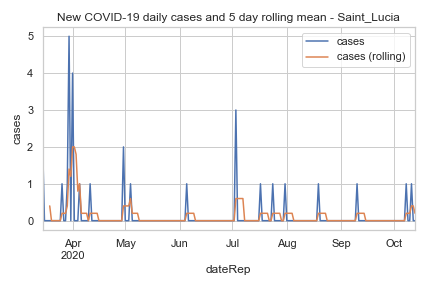 New COVID-19 daily cases and 5 day rolling mean - Saint_Lucia
cases
cases (rolling)
5
4
3
2
1
0
cases
Apr
2020
May
Jun
Jul
Aug
Sep
Oct
dateRep